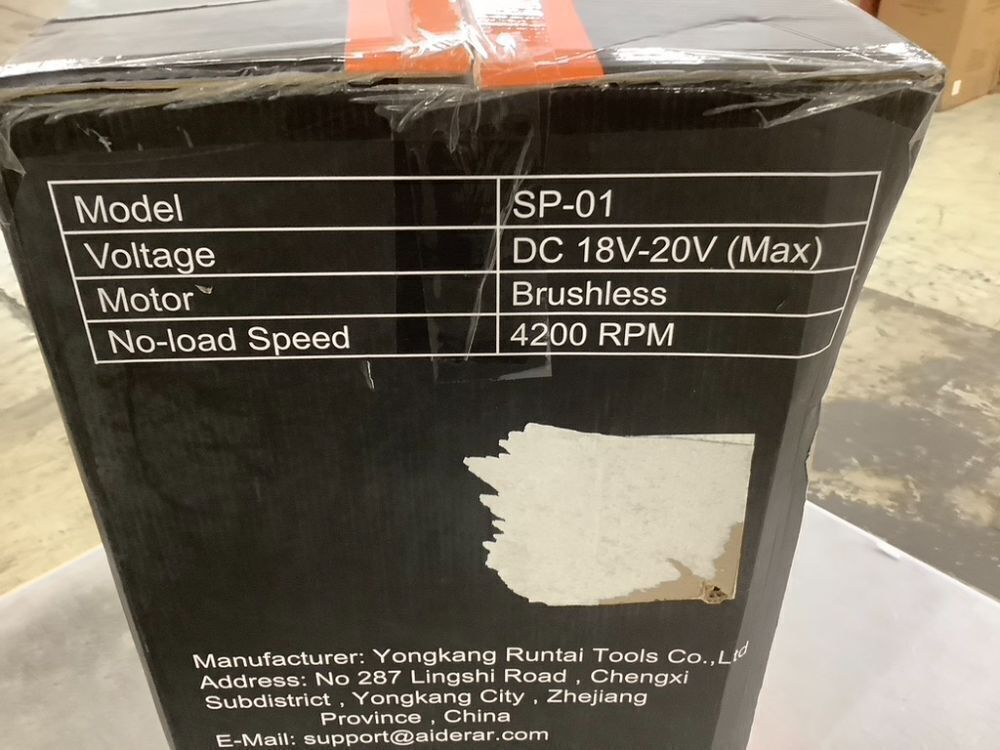 Model SP-01
Voltage DC 18V-20V (Max)
Motor Brushless
No-load Speed 4200 RPM
Manufacturer: Yongkang Runtai Tools Co.,Ltd
Address: No 287 Lingshi Road , Chengxi
Subdistrict , Yongkang City , Zhejiang
Province , China
E-Mail: support@aiderar.com